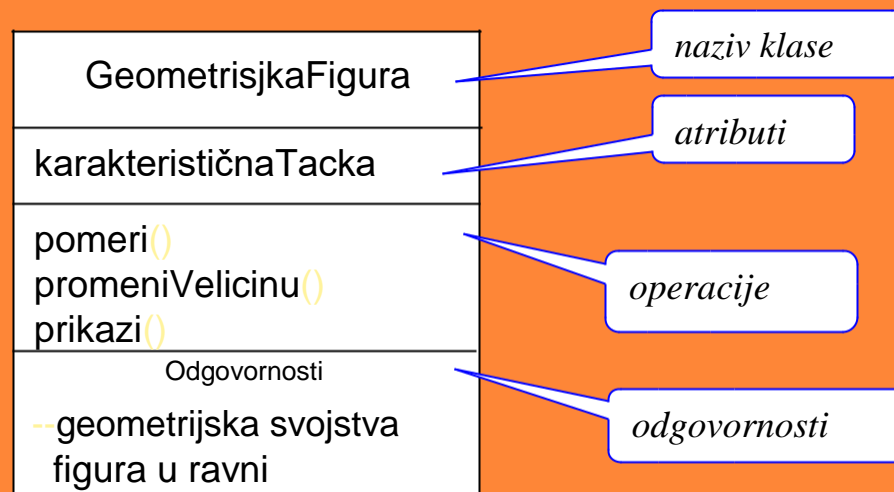 GeometrisjkaFigura
naziv klase
karakterističnaTacka
atributi
pomeri()
promeniVelicinu()
prikazi()
operacije
Odgovornosti
--geometrijska svojstva
figura u ravni
odgovornosti